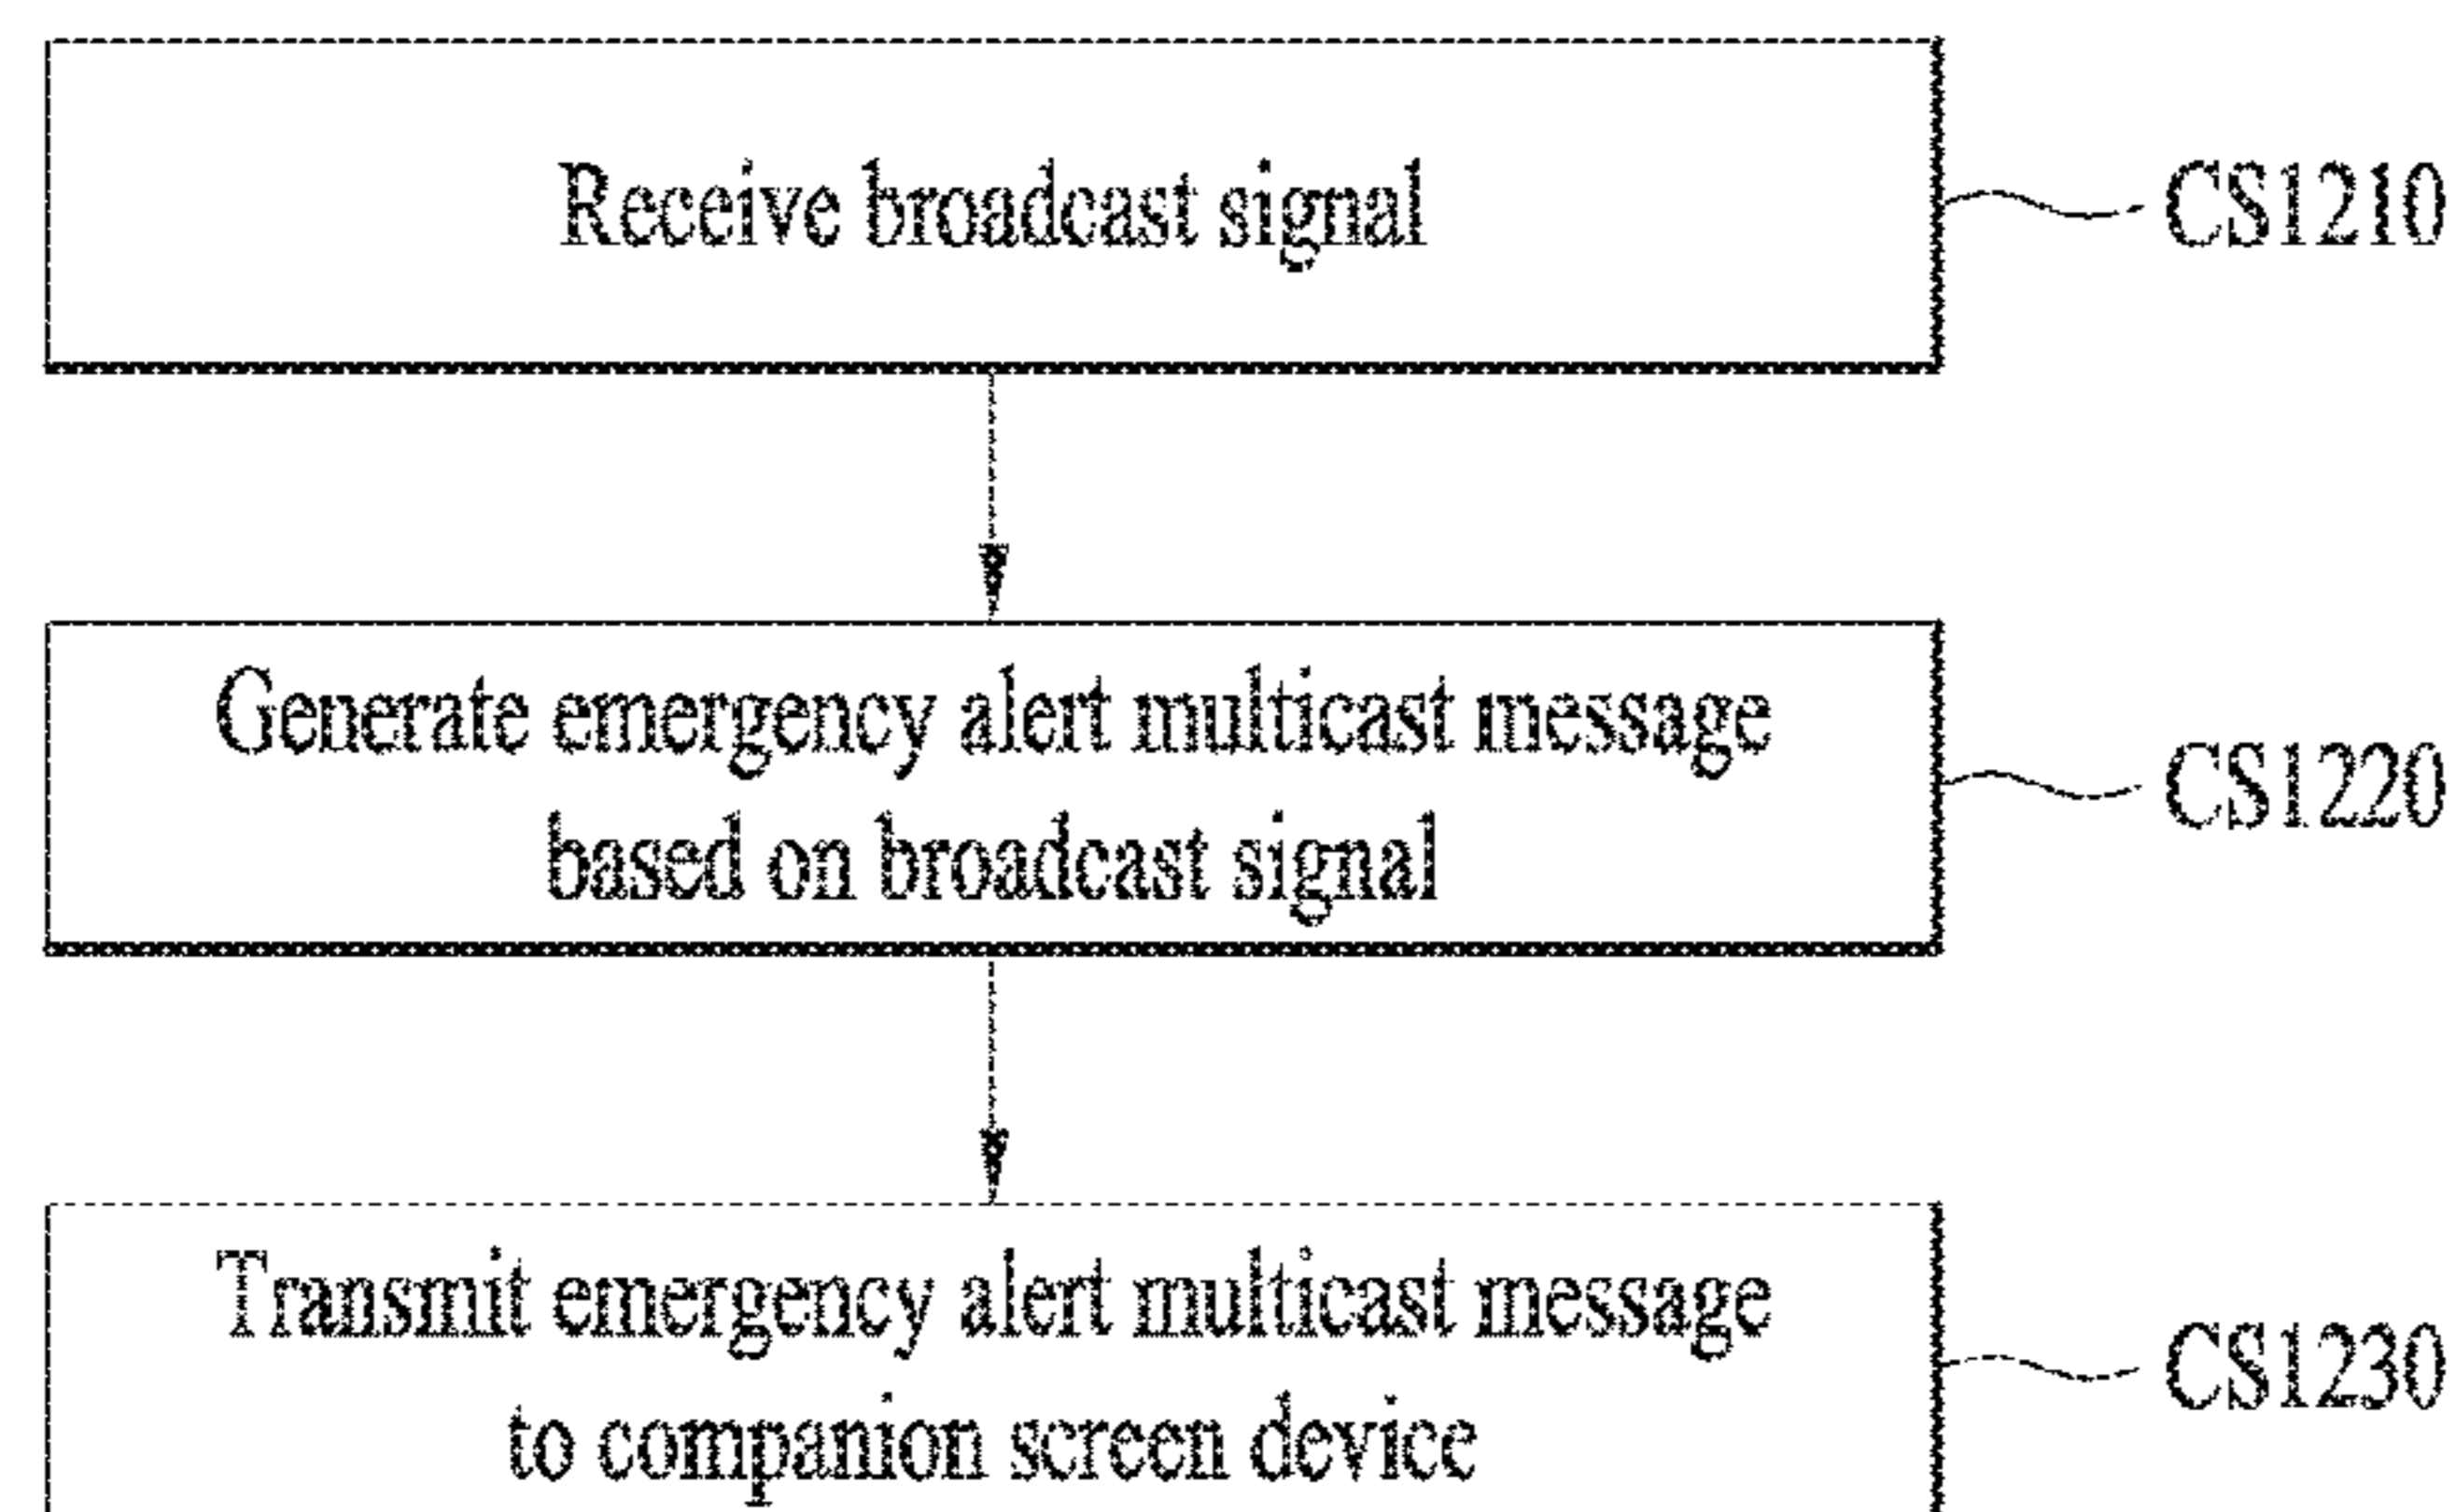 Receive broadcast signal
CS1210
Generate emergency alert multicast message
based on broadcast signal
CS1220
Transmit emergency alert multicast message
to companion screen device
CS1230